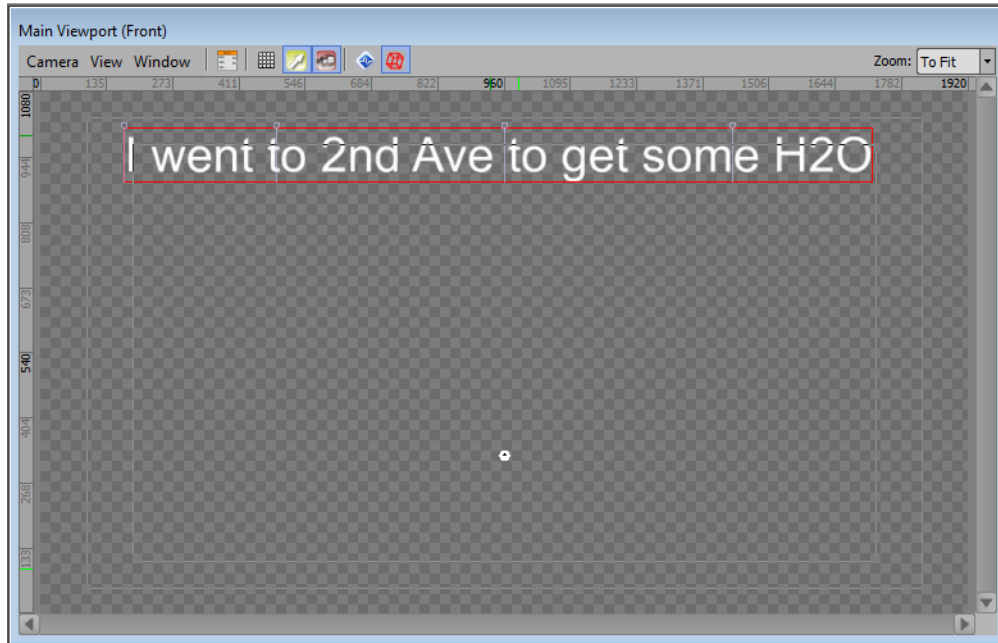 Main Viewport (Front)
Camera View Window Zoom: To Fit
0 135 273 411 546 684 822 960 1095 1233 1371 1506 1644 1782 1920
1080
944
808
673
540
404
268
133
I went to 2nd Ave to get some H2O